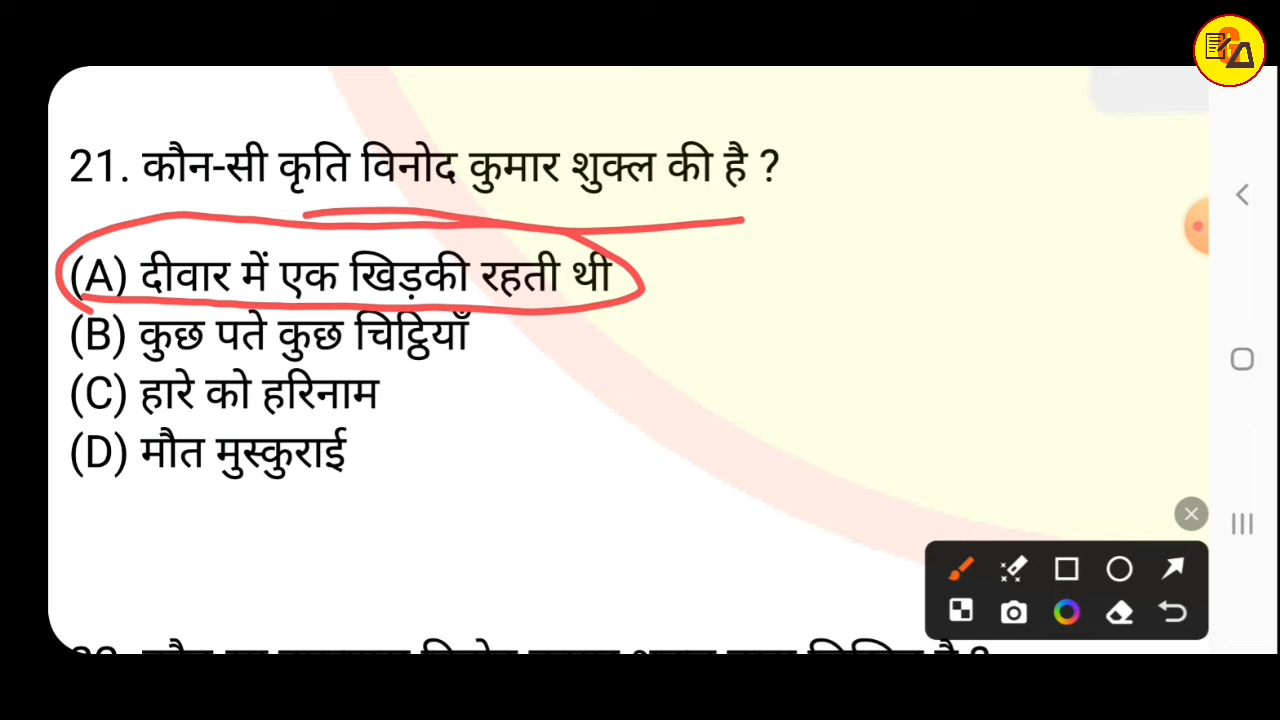 21. कौन-सी कृति विनोद कुमार शुक्ल की है ?
(A) दीवार में एक खिड़की रहती थी
(B) कुछ पते कुछ चिट्ठियाँ
(C) हारे को हरिनाम
(D) मौत मुस्कुराई